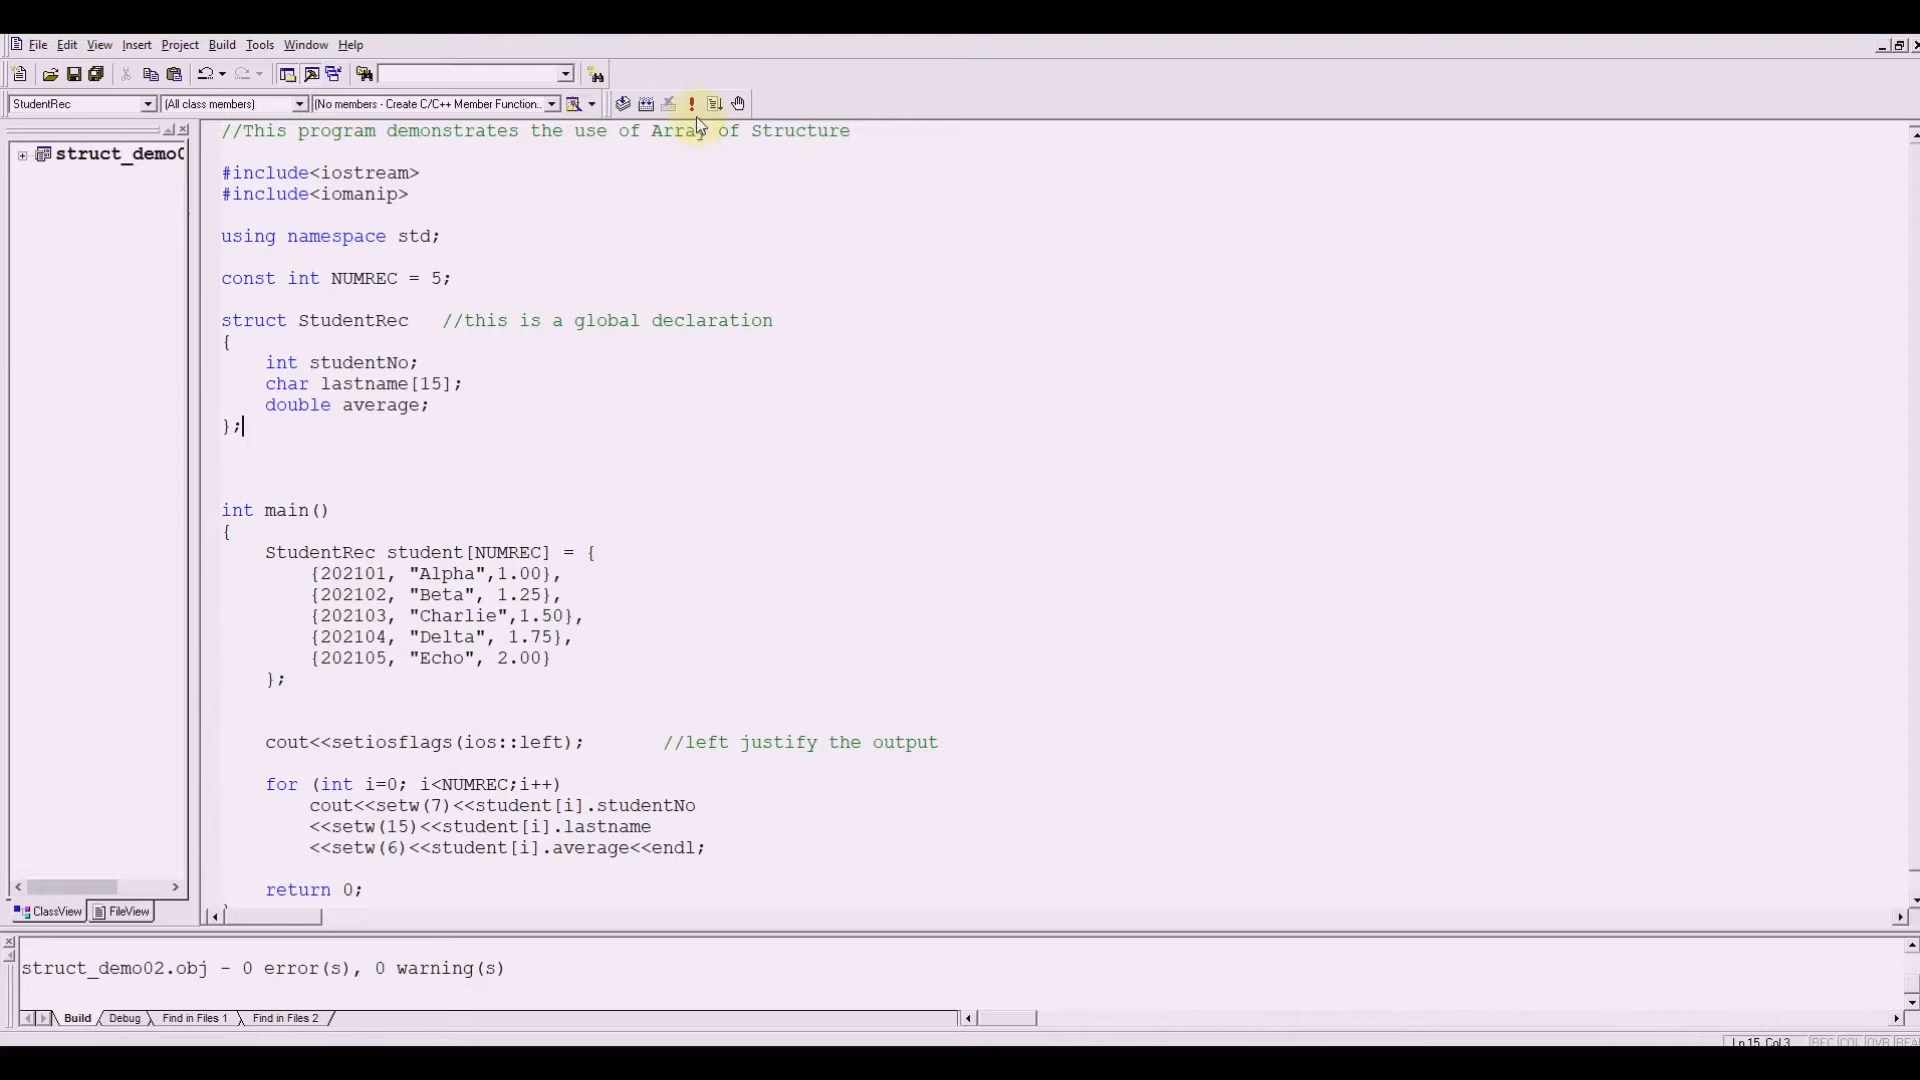 File Edit View Insert Project Build Tools Window Help
StudentRec (All class members) (No members - Create C/C++ Member Function..
//This program demonstrates the use of Array of Structure
struct_demo0
#include<iostream>
#include<iomanip>
using namespace std;
const int NUMREC = 5;
struct StudentRec //this is a global declaration
{
int studentNo;
char lastname[15];
double average;
};
int main()
{
StudentRec student[NUMREC] = {
{202101, "Alpha",1.00},
{202102, "Beta", 1.25},
{202103, "Charlie",1.50},
{202104, "Delta", 1.75},
{202105, "Echo", 2.00}
};
cout<<setiosflags(ios::left); //left justify the output
for (int i=0; i<NUMREC;i++)
cout<<setw(7)<<student[i].studentNo
<<setw(15)<<student[i].lastname
<<setw(6)<<student[i].average<<endl;
return 0;
ClassView FileView
struct_demo02.obj - 0 error(s), 0 warning(s)
Build Debug Find in Files 1 Find in Files 2
Ln 15, Col 3 REC COL OVR